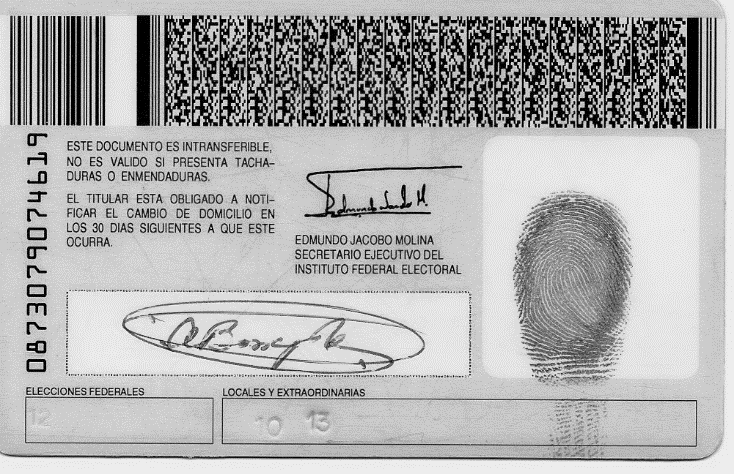 0873079074619
ESTE DOCUMENTO ES INTRANSFERIBLE,
NO ES VALIDO SI PRESENTA TACHA-
DURAS O ENMENDADURAS.
EL TITULAR ESTA OBLIGADO A NOTI-
FICAR EL CAMBIO DE DOMICILIO EN
LOS 30 DIAS SIGUIENTES A QUE ESTE
OCURRA.
EDMUNDO JACOBO MOLINA
SECRETARIO EJECUTIVO DEL
INSTITUTO FEDERAL ELECTORAL
ELECCIONES FEDERALES
12
LOCALES Y EXTRAORDINARIAS
10 13